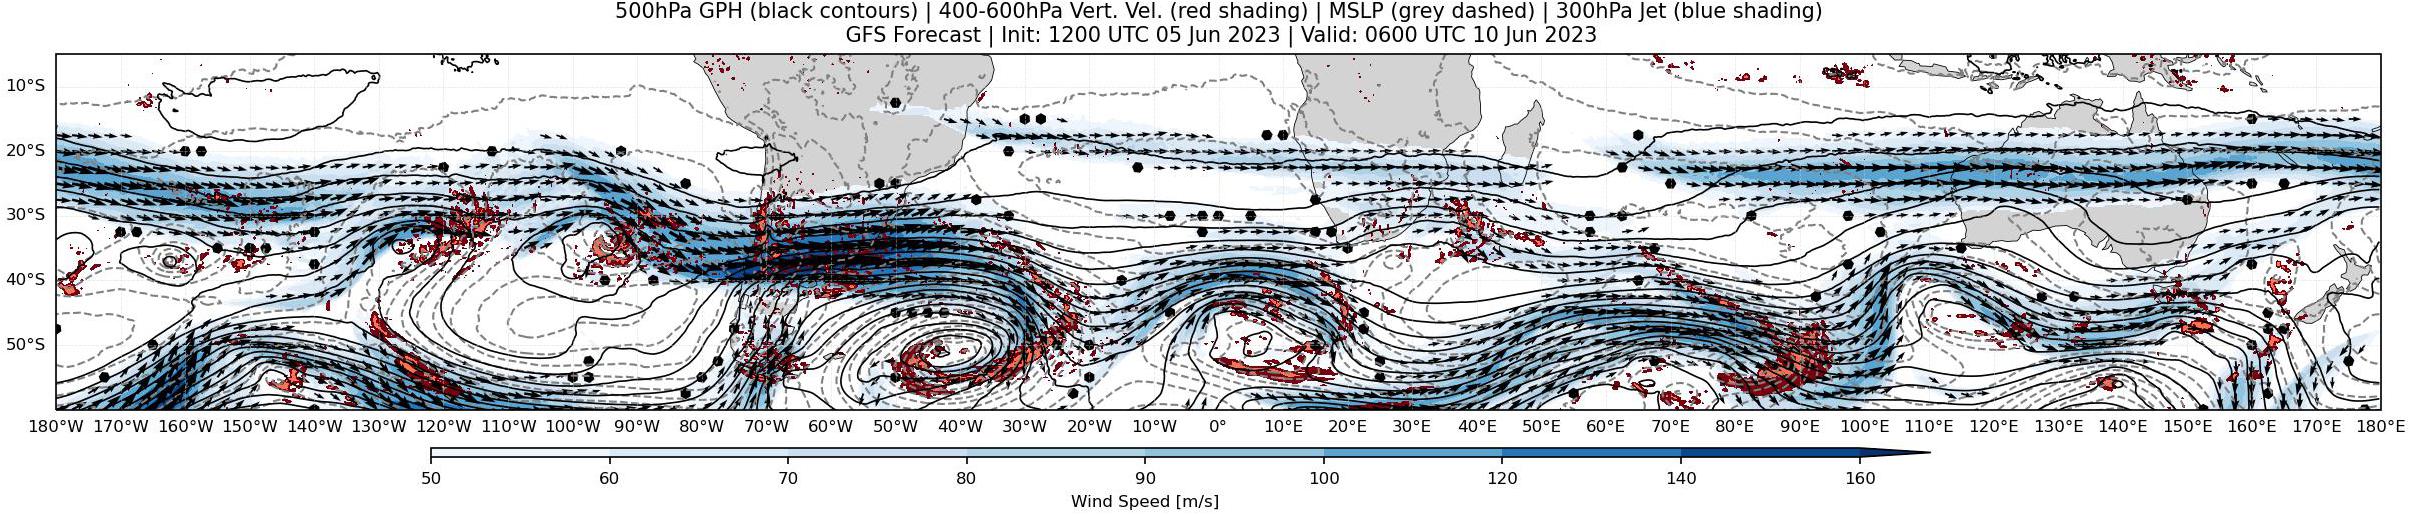 500hPa GPH (black contours) | 400-600hPa Vert. Vel. (red shading) | MSLP (grey dashed) | 300hPa Jet (blue shading)
GFS Forecast | Init: 1200 UTC 05 Jun 2023 | Valid: 0600 UTC 10 Jun 2023
10°S
20°S
30°S
40°S
50°S
180°W 170°W 160°W 150°W 140°W 130°W 120°W 110°W 100°W 90°W 80°W 70°W 60°W 50°W 40°W 30°W 20°W 10°W 0° 10°E 20°E 30°E 40°E 50°E 60°E 70°E 80°E 90°E 100°E 110°E 120°E 130°E 140°E 150°E 160°E 170°E 180°E
50 60 70 80 90 100 120 140 160
Wind Speed [m/s]